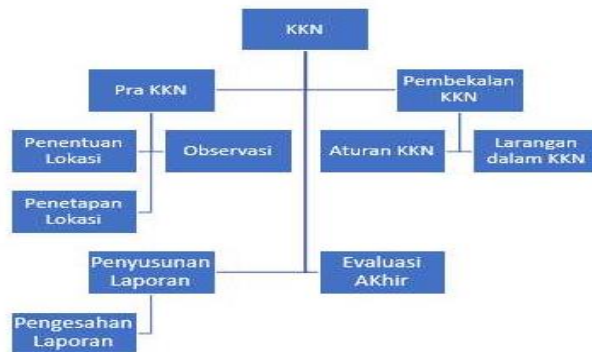 KKN
Pra KKN
Pembekalan
KKN
Penentuan
Lokasi
Observasi
Aturan KKN
Larangan
dalam KKN
Penetapan
Lokasi
Penyusunan
Laporan
Evaluasi
AKhir
Pengesahan
Laporan